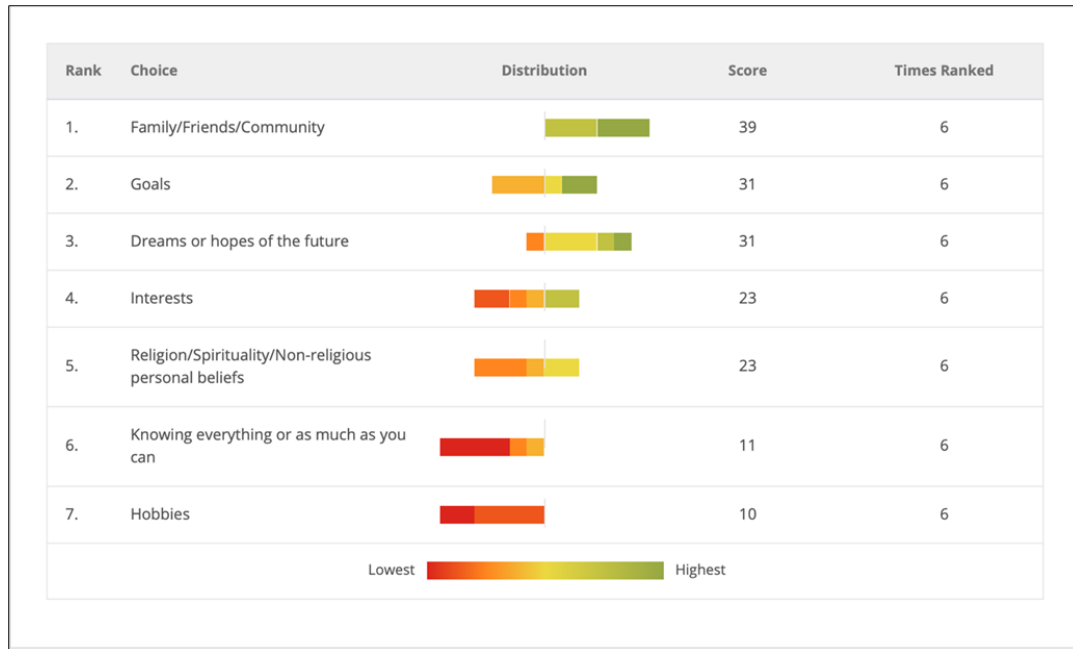 Rank Choice Distribution Score Times Ranked
1. Family/Friends/Community 39 6
2. Goals 31 6
3. Dreams or hopes of the future 31 6
4. Interests 23 6
5. Religion/Spirituality/Non-religious
personal beliefs 23 6
6. Knowing everything or as much as you
can 11 6
7. Hobbies 10 6
Lowest Highest